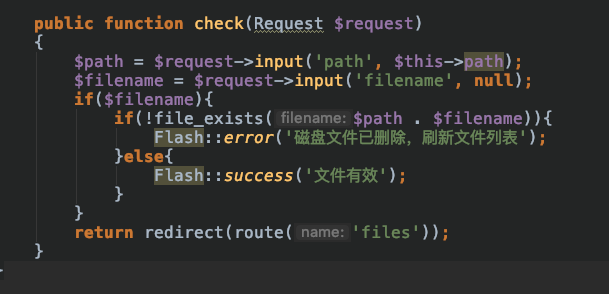 public function check(Request $request)
{
$path = $request->input('path', $this->path);
$filename = $request->input('filename', null);
if($filename){
if(!file_exists( filename: $path . $filename)){
Flash::error('磁盘文件已删除，刷新文件列表');
}else{
Flash::success('文件有效');
}
}
return redirect(route( name: 'files'));
}